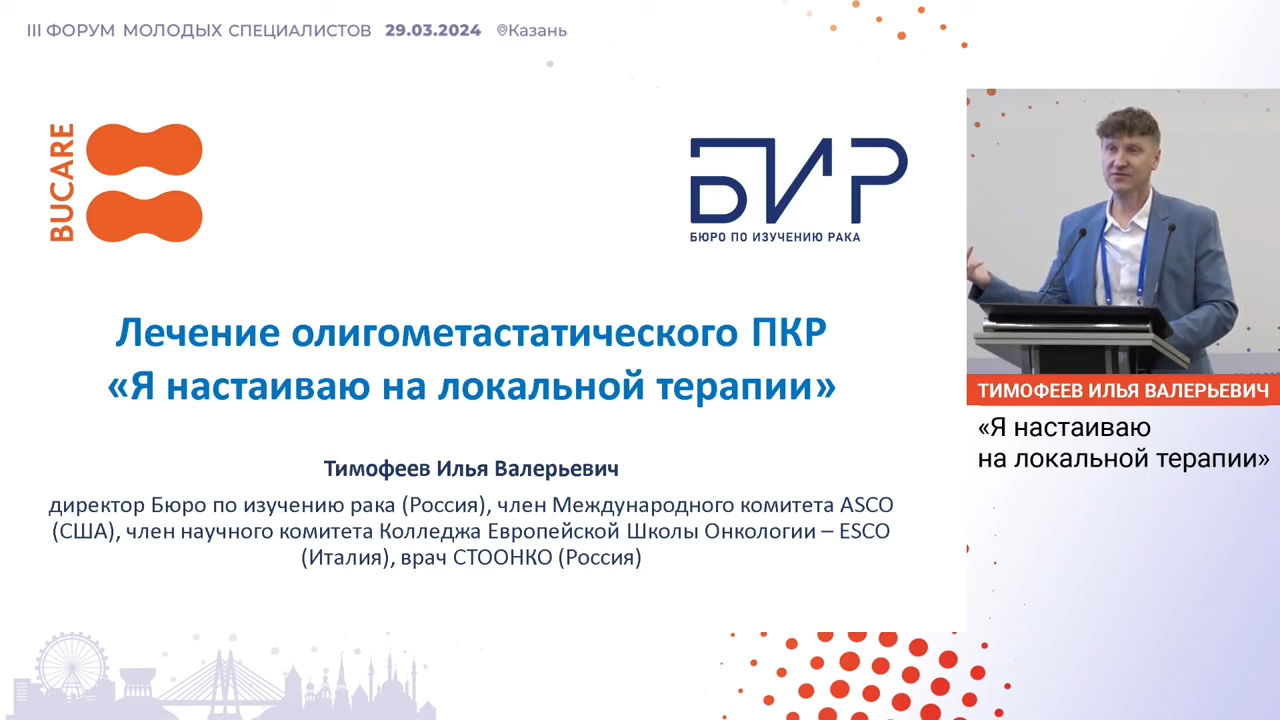 III ФОРУМ МОЛОДЫХ СПЕЦИАЛИСТОВ 29.03.2024 Казань
BUCARE
БИР
БЮРО ПО ИЗУЧЕНИЮ РАКА
Лечение олигометастатического ПКР
«Я настаиваю на локальной терапии»
Тимофеев Илья Валерьевич
директор Бюро по изучению рака (Россия), член Международного комитета ASCO
(США), член научного комитета Колледжа Европейской Школы Онкологии – ESCO
(Италия), врач СТООНКО (Россия)
ТИМОФЕЕВ ИЛЬЯ ВАЛЕРЬЕВИЧ
«Я настаиваю
на локальной терапии»